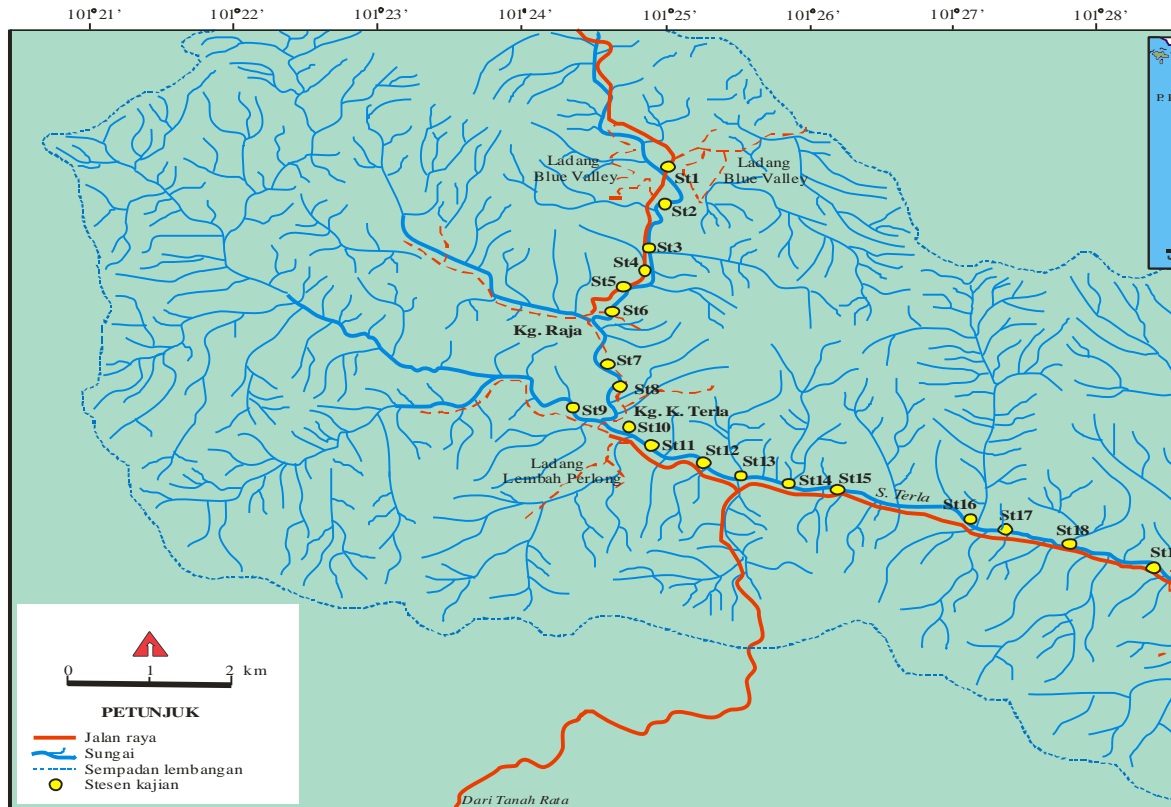 101° 21' 101° 22' 101° 23' 101° 24' 101° 25' 101° 26' 101° 27' 101° 28'
Ladang
Blue Valley
Ladang
Blue Valley
St1
St2
St3
St4
St5
St6
Kg. Raja
St7
St8
St9
Kg. K. Terla
St10
St11
St12
St13
St14
St15
S. Terla
St16
St17
St18
St1
Ladang
Lembah Perlong
0 1 2 km
PETUNJUK
Jalan raya
Sungai
Sempadan lembangan
Stesen kajian
Dari Tanah Rata